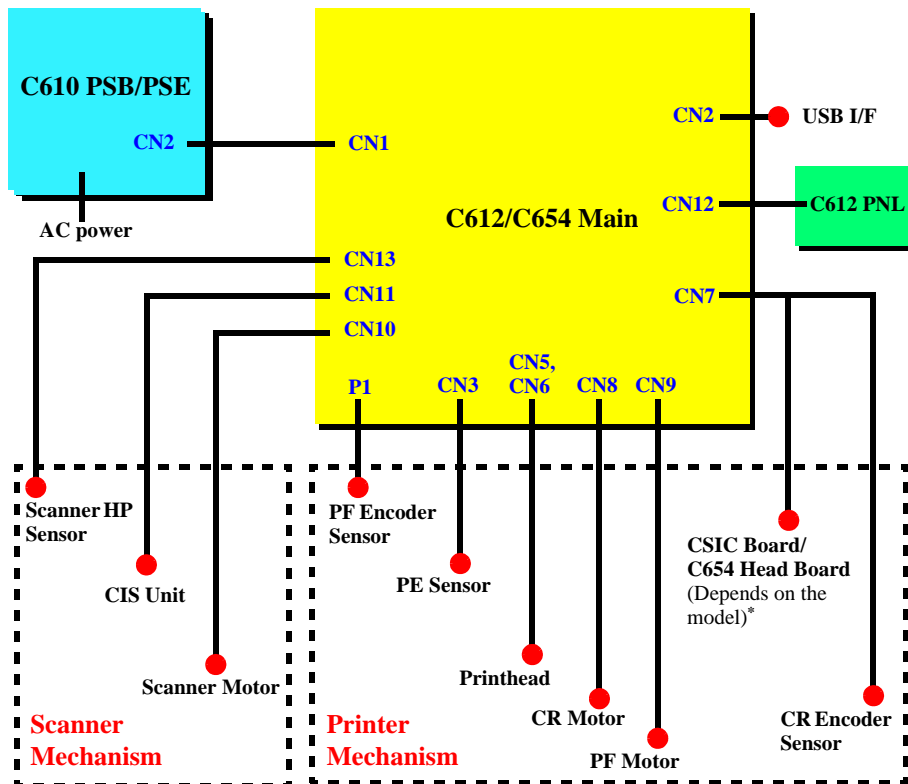 C610 PSB/PSE
CN2
AC power
CN1
CN2
USB I/F
C612/C654 Main
CN12
C612 PNL
CN13
CN11
CN10
CN7
P1
CN3
CN5,
CN6
CN8
CN9
Scanner HP
Sensor
CIS Unit
Scanner Motor
Scanner
Mechanism
PF Encoder
Sensor
PE Sensor
Printhead
CR Motor
PF Motor
CSIC Board/
C654 Head Board
(Depends on the
model)*
CR Encoder
Sensor
Printer
Mechanism